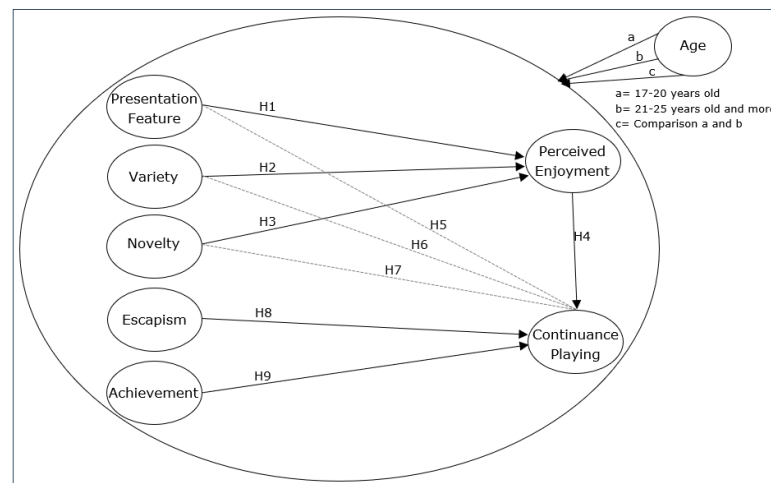 Age
a
b
c
a= 17-20 years old
b= 21-25 years old and more
c= Comparison a and b
Presentation
Feature
H1
Perceived
Enjoyment
Variety
H2
Novelty
H3
H5
H6
H7
H4
Escapism
H8
Continuance
Playing
Achievement
H9